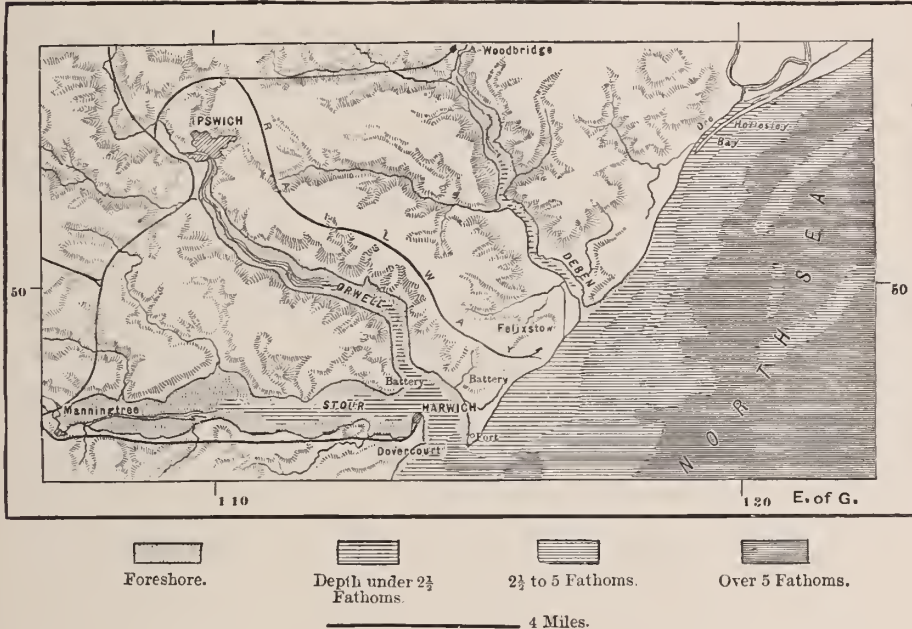 Woodbridge
PSWICH
RAILWAY
Ore
Hollesley
Bay
DEBEN
ORWELL
50
50
Felixstow
NORTH SEA
Battery
Battery
STOUR
HARWICH
Manningtree
Fort
Dovercourt
1 10
1 20
E. of G.
Foreshore.
Depth under 2½
Fathoms.
2½ to 5 Fathoms.
Over 5 Fathoms.
4 Miles.